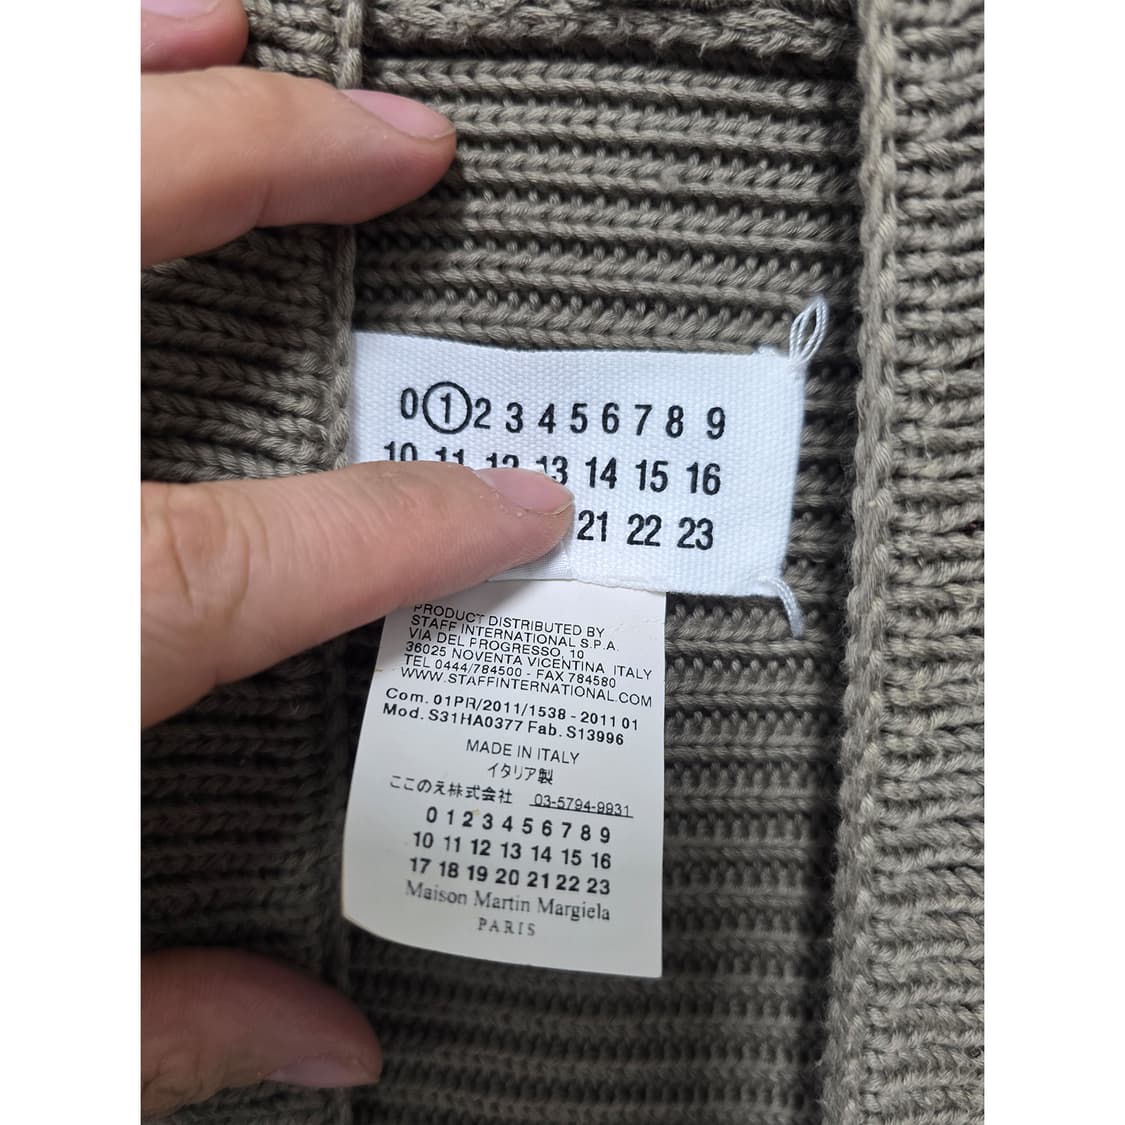 0 1 2 3 4 5 6 7 8 9
10 11 12 13 14 15 16
21 22 23
PRODUCT DISTRIBUTED BY
STAFF INTERNATIONAL S.P.A.
VIA DEL PROGRESSO, 10
36025 NOVENTA VICENTINA ITALY
TEL 0444/784500 - FAX 784580
WWW.STAFFINTERNATIONAL.COM
Com. 01PR/2011/1538 - 2011 01
Mod. S31HA0377 Fab. S13996
MADE IN ITALY
イタリア製
ここのえ株式会社 03-5794-9931
0 1 2 3 4 5 6 7 8 9
10 11 12 13 14 15 16
17 18 19 20 21 22 23
Maison Martin Margiela
PARIS